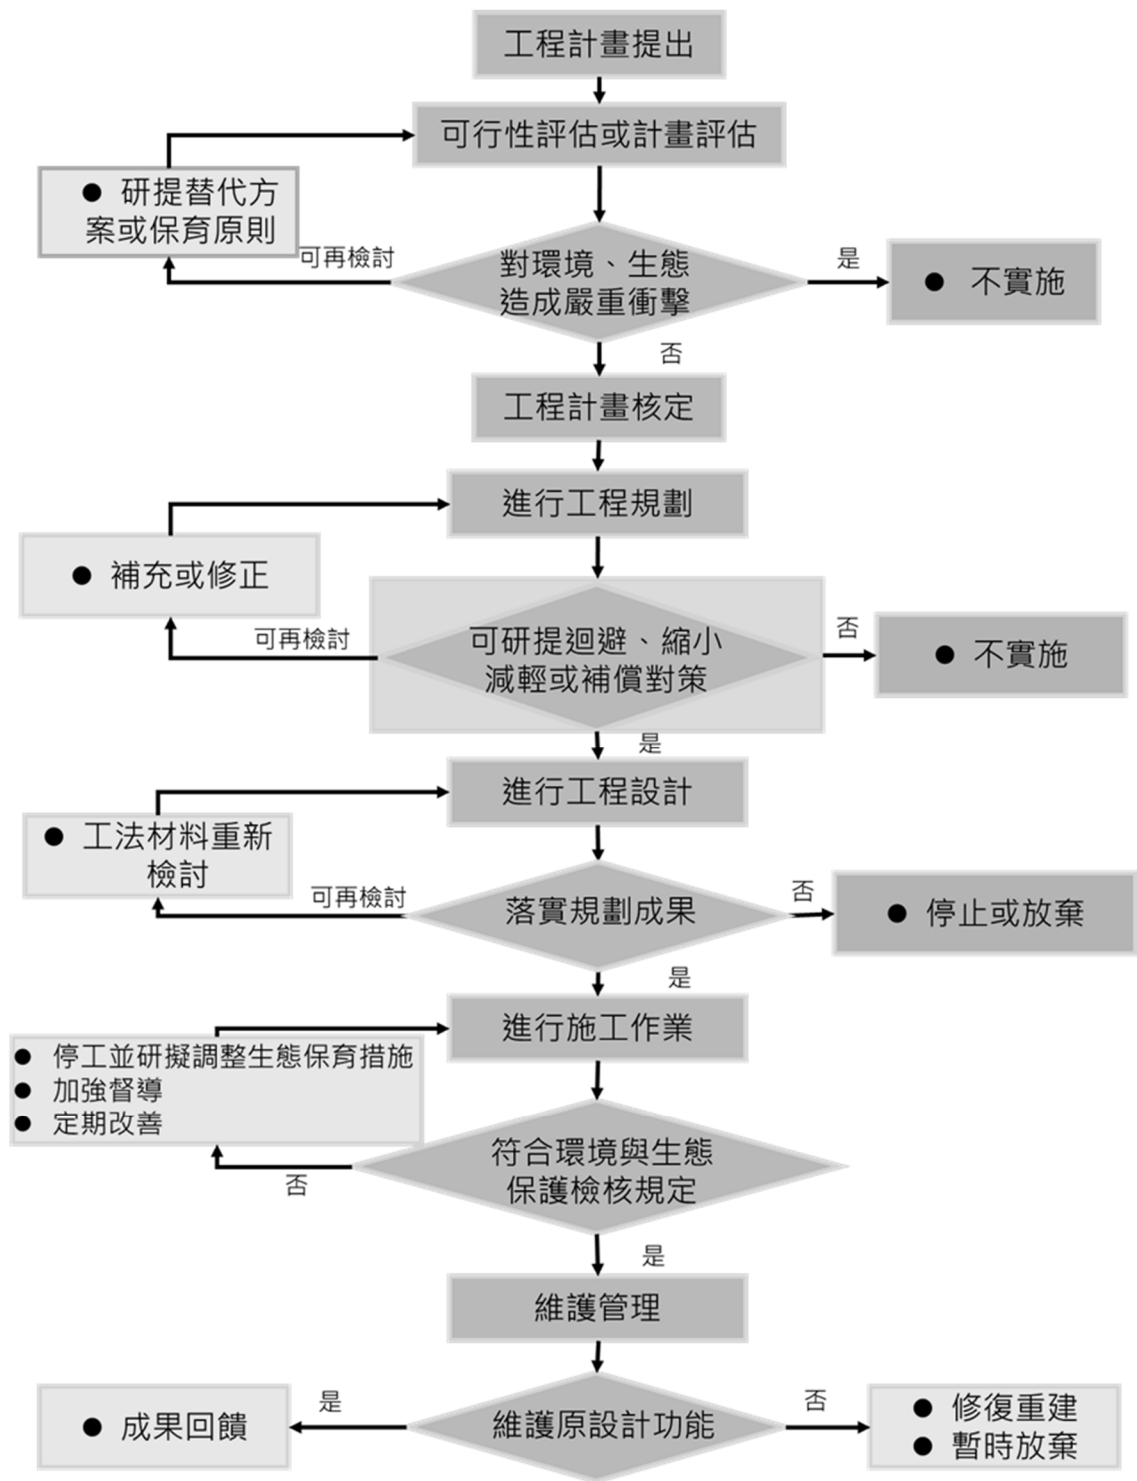 工程計畫提出
可行性評估或計畫評估
● 研提替代方
案或保育原則
可再檢討
對環境、生態
造成嚴重衝擊
是
● 不實施
否
工程計畫核定
進行工程規劃
● 補充或修正
可再檢討
可研提迴避、縮小
減輕或補償對策
否
● 不實施
是
進行工程設計
● 工法材料重新
檢討
可再檢討
落實規劃成果
否
● 停止或放棄
是
進行施工作業
● 停工並研擬調整生態保育措施
● 加強督導
● 定期改善
否
符合環境與生態
保護檢核規定
是
維護管理
● 成果回饋
是
維護原設計功能
否
● 修復重建
● 暫時放棄